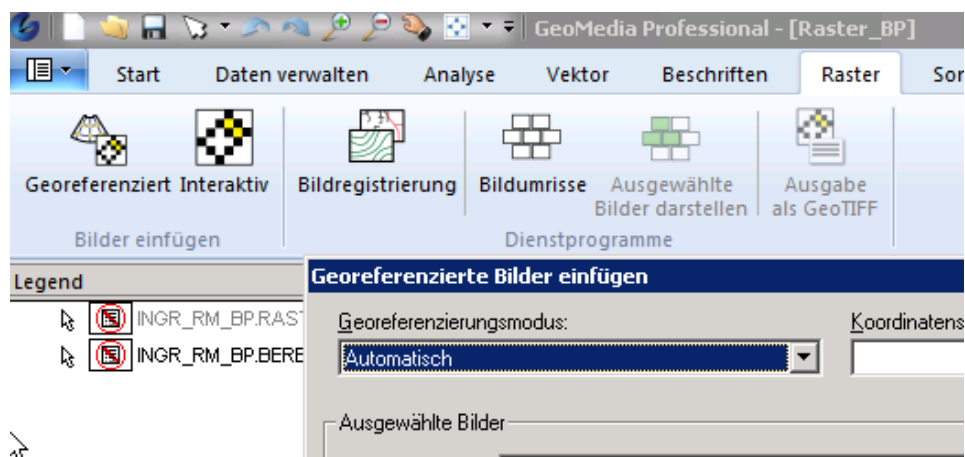 GeoMedia Professional - [Raster_BP]
Start Daten verwalten Analyse Vektor Beschriften Raster
Georeferenziert Interaktiv Bildregistrierung Bildumrisse Ausgewählte Bilder darstellen Ausgabe als GeoTIFF
Bilder einfügen Dienstprogramme
Legend
Georeferenzierte Bilder einfügen
INGR_RM_BP.RAST
INGR_RM_BP.BERE
Georeferenzierungsmodus: Koordinatens
Automatisch
Ausgewählte Bilder